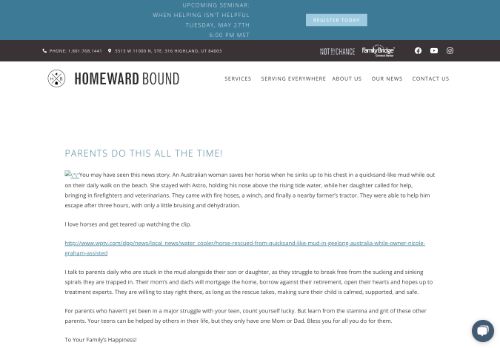 UPCOMING SEMINAR:
WHEN HELPING ISN'T HELPFUL
TUESDAY, MAY 27TH
6:00 PM MST
REGISTER TODAY
PHONE: 1.801.768.1441
5513 W 11000 N, STE. 316 HIGHLAND, UT 84003
NOT BY CHANCE
Family Bridge
HOMEWARD BOUND
SERVICES
SERVING EVERYWHERE
ABOUT US
OUR NEWS
CONTACT US
PARENTS DO THIS ALL THE TIME!
You may have seen this news story: An Australian woman saves her horse when he sinks up to his chest in a quicksand-like mud while out
on their daily walk on the beach. She stayed with Astro, holding his nose above the rising tide water, while her daughter called for help,
bringing in firefighters and veterinarians. They came with fire hoses, a winch, and finally a nearby farmer's tractor. They were able to help him
escape after three hours, with only a little bruising and dehydration.
I love horses and get teared up watching the clip.
http://www.wptv.com/dpp/news/local_news/water_cooler/horse-rescued-from-quicksand-like-mud-in-geelong-australia-while-owner-nicole-
graham-assisted
I talk to parents daily who are stuck in the mud alongside their son or daughter, as they struggle to break free from the sucking and sinking
spirals they are trapped in. Their mom's and dad's will mortgage the home, borrow against their retirement, open their hearts and hopes up to
treatment experts. They are willing to stay right there, as long as the rescue takes, making sure their child is calmed, supported, and safe.
For parents who haven't yet been in a major struggle with your teen, count yourself lucky. But learn from the stamina and grit of these other
parents. Your teens can be helped by others in their life, but they only have one Mom or Dad. Bless you for all you do for them.
To Your Family's Happiness!